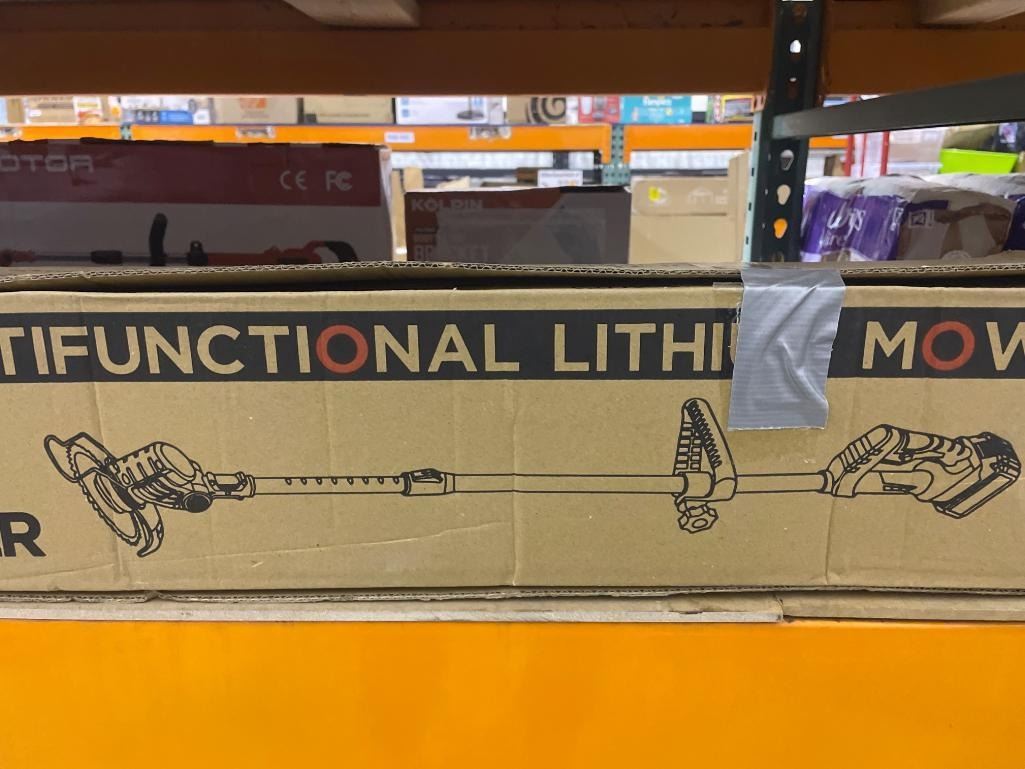 OTOR
CE FC
KOLPIN
TIFUNCTIONAL LITHI MOW
R